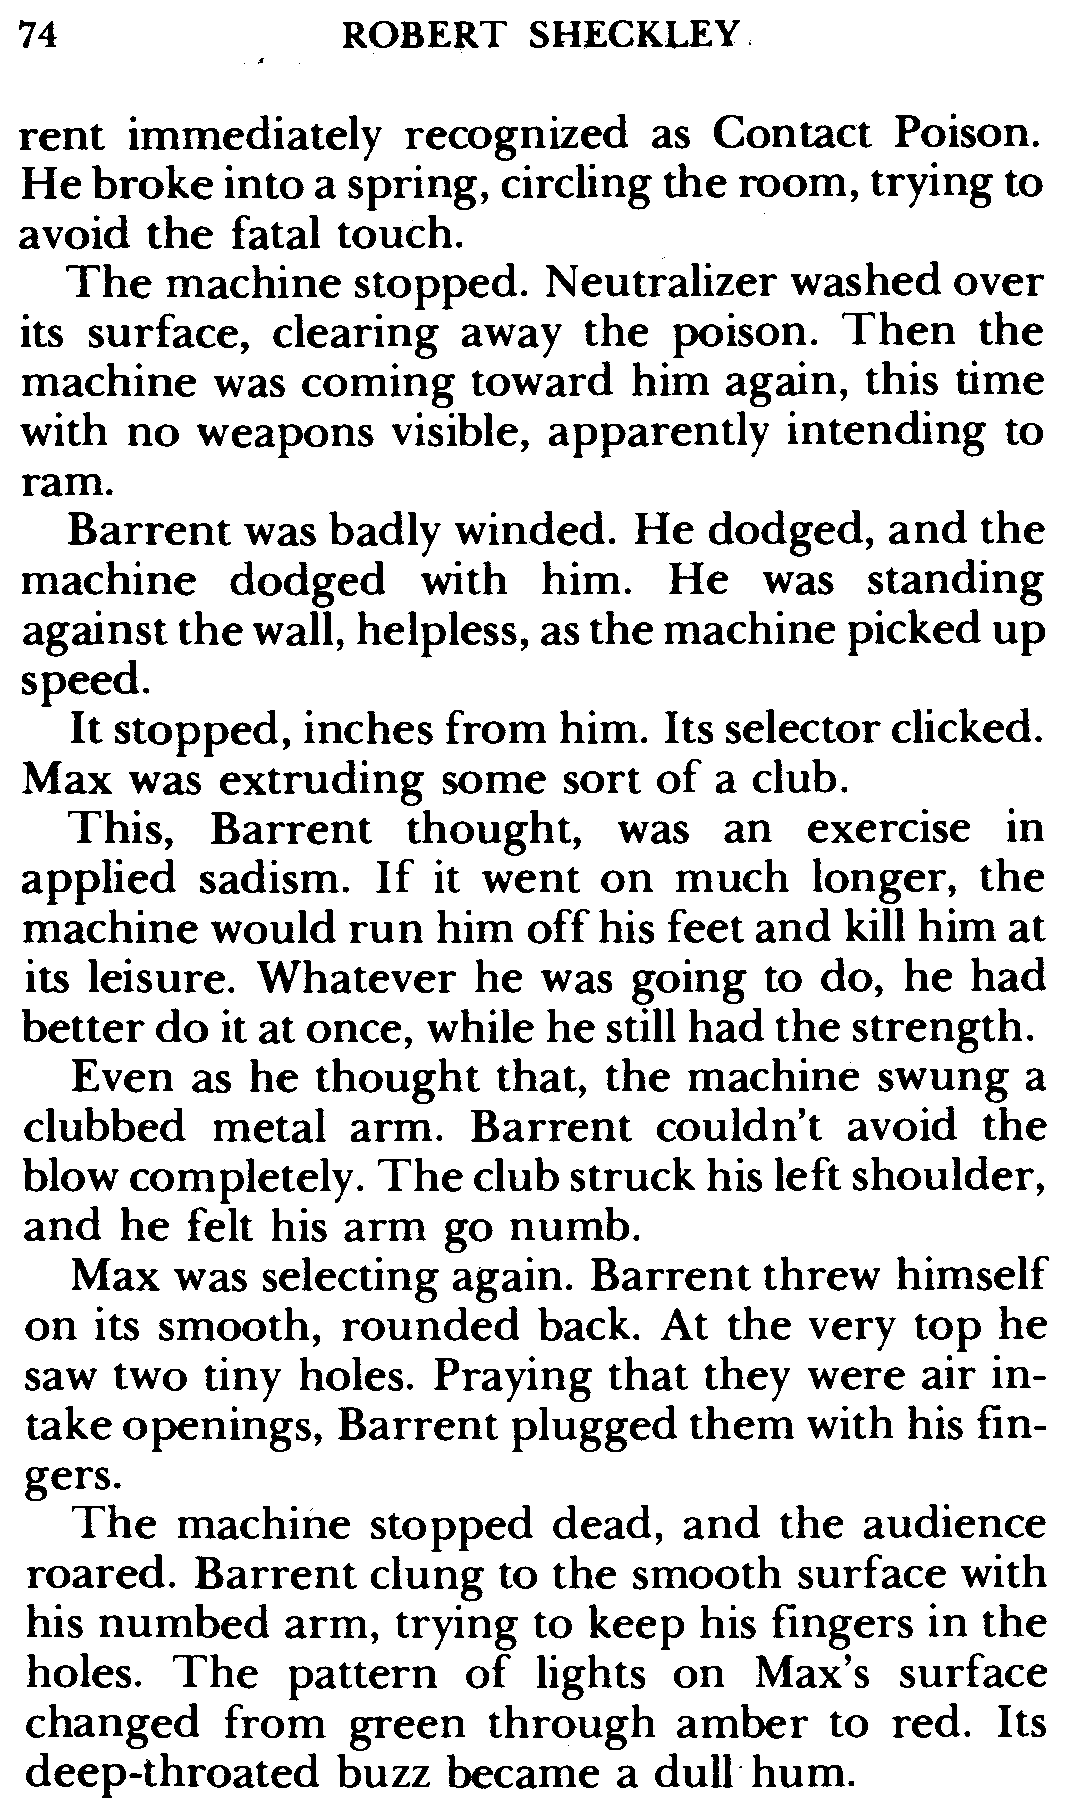 74 ROBERT SHECKLEY
rent immediately recognized as Contact Poison.
He broke into a spring, circling the room, trying to
avoid the fatal touch.
The machine stopped. Neutralizer washed over
its surface, clearing away the poison. Then the
machine was coming toward him again, this time
with no weapons visible, apparently intending to
ram.
Barrent was badly winded. He dodged, and the
machine dodged with him. He was standing
against the wall, helpless, as the machine picked up
speed.
It stopped, inches from him. Its selector clicked.
Max was extruding some sort of a club.
This, Barrent thought, was an exercise in
applied sadism. If it went on much longer, the
machine would run him off his feet and kill him at
its leisure. Whatever he was going to do, he had
better do it at once, while he still had the strength.
Even as he thought that, the machine swung a
clubbed metal arm. Barrent couldn't avoid the
blow completely. The club struck his left shoulder,
and he felt his arm go numb.
Max was selecting again. Barrent threw himself
on its smooth, rounded back. At the very top he
saw two tiny holes. Praying that they were air in-
take openings, Barrent plugged them with his fin-
gers.
The machine stopped dead, and the audience
roared. Barrent clung to the smooth surface with
his numbed arm, trying to keep his fingers in the
holes. The pattern of lights on Max's surface
changed from green through amber to red. Its
deep-throated buzz became a dull hum.